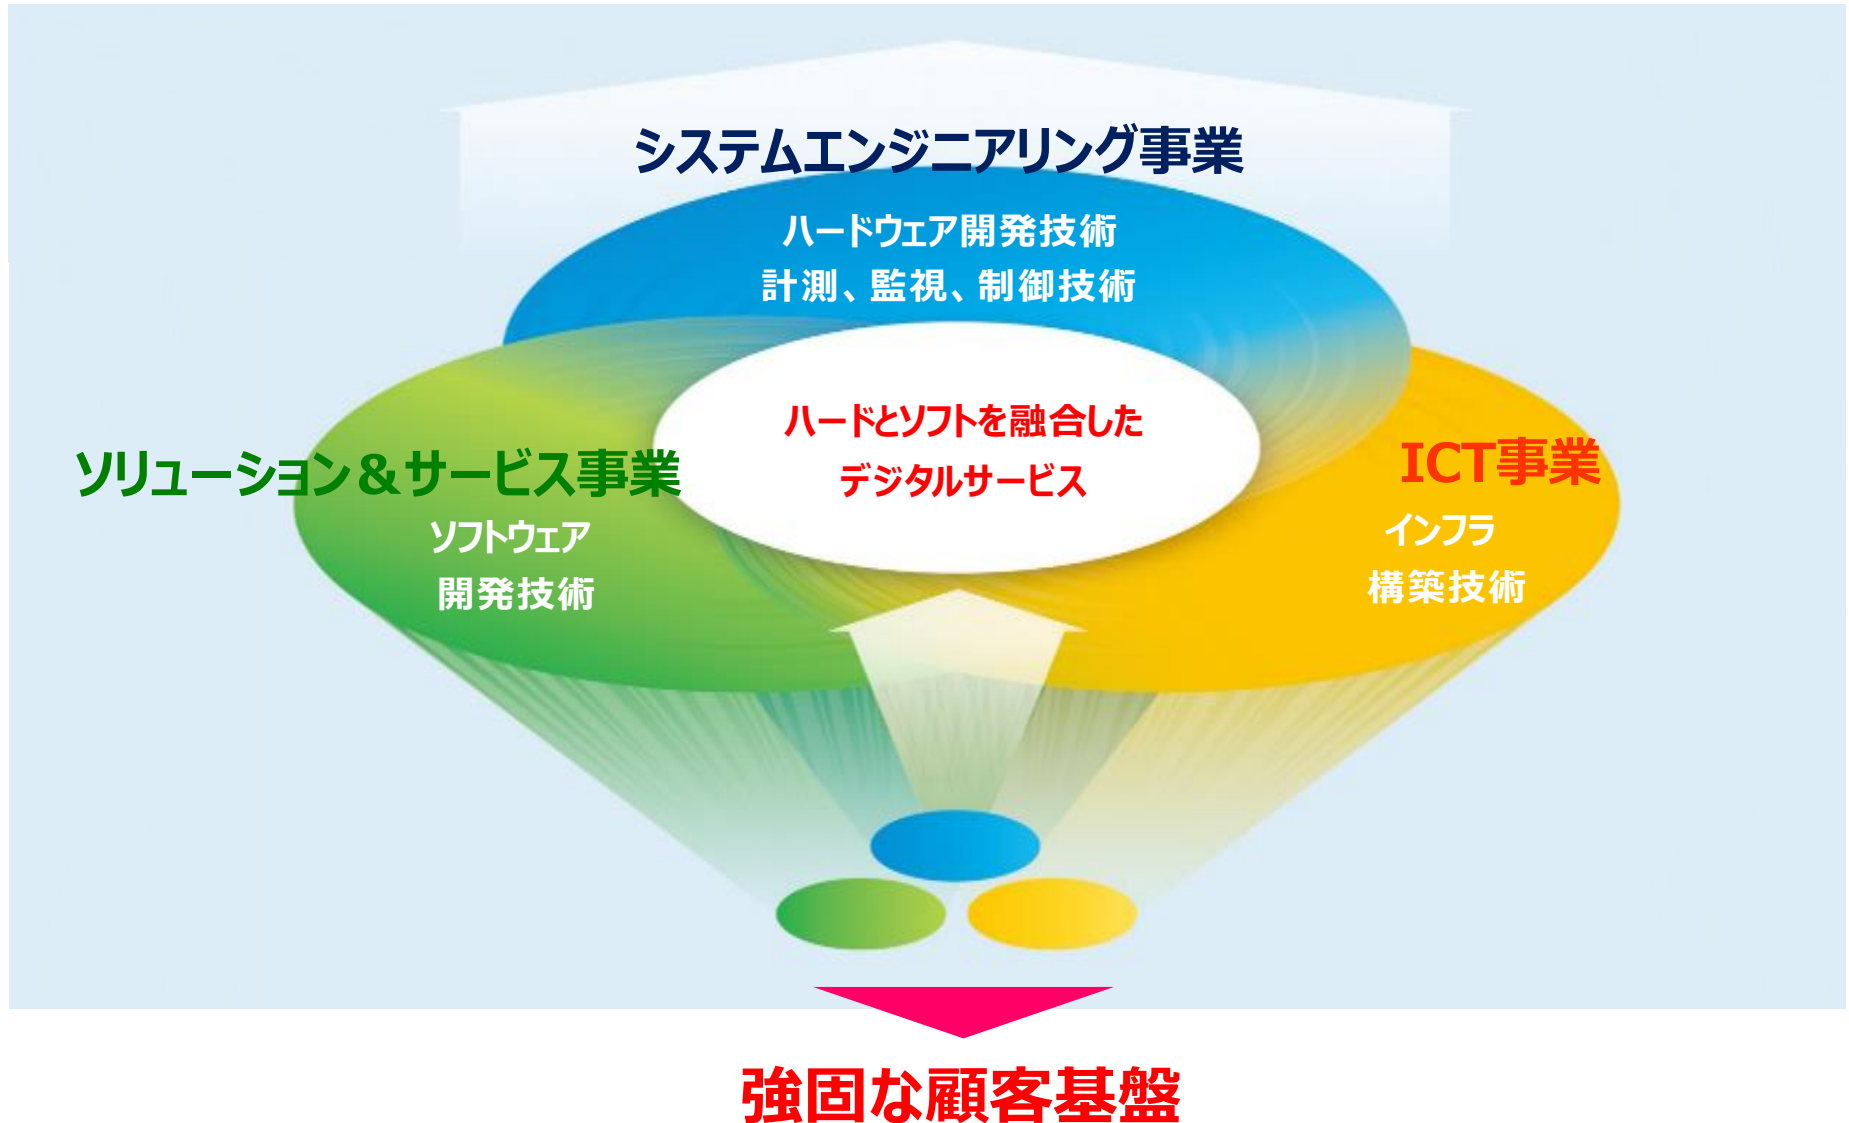 システムエンジニアリング事業
ハードウェア開発技術
計測、監視、制御技術
ハードとソフトを融合した
デジタルサービス
ソリューション＆サービス事業
ソフトウェア
開発技術
ICT事業
インフラ
構築技術
強固な顧客基盤